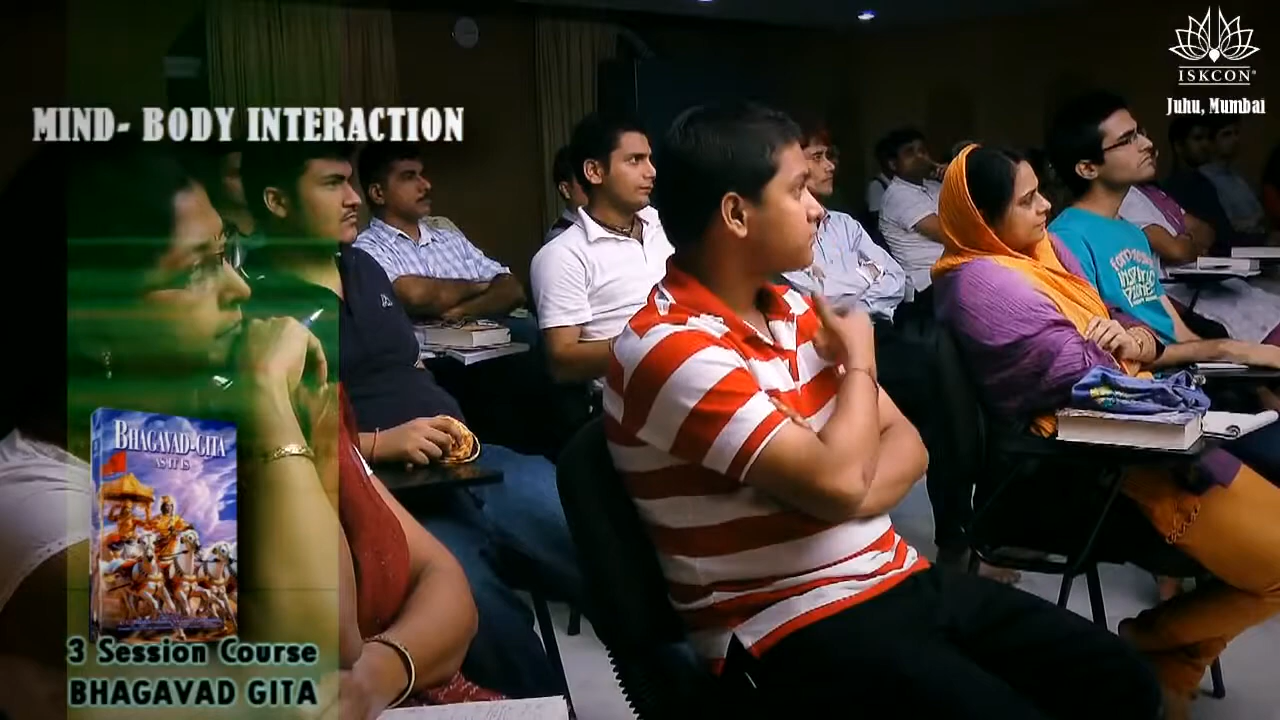 ISKCON®
Juhu, Mumbai
MIND- BODY INTERACTION
BHAGAVAD-GITA
AS IT IS
3 Session Course
BHAGAVAD GITA